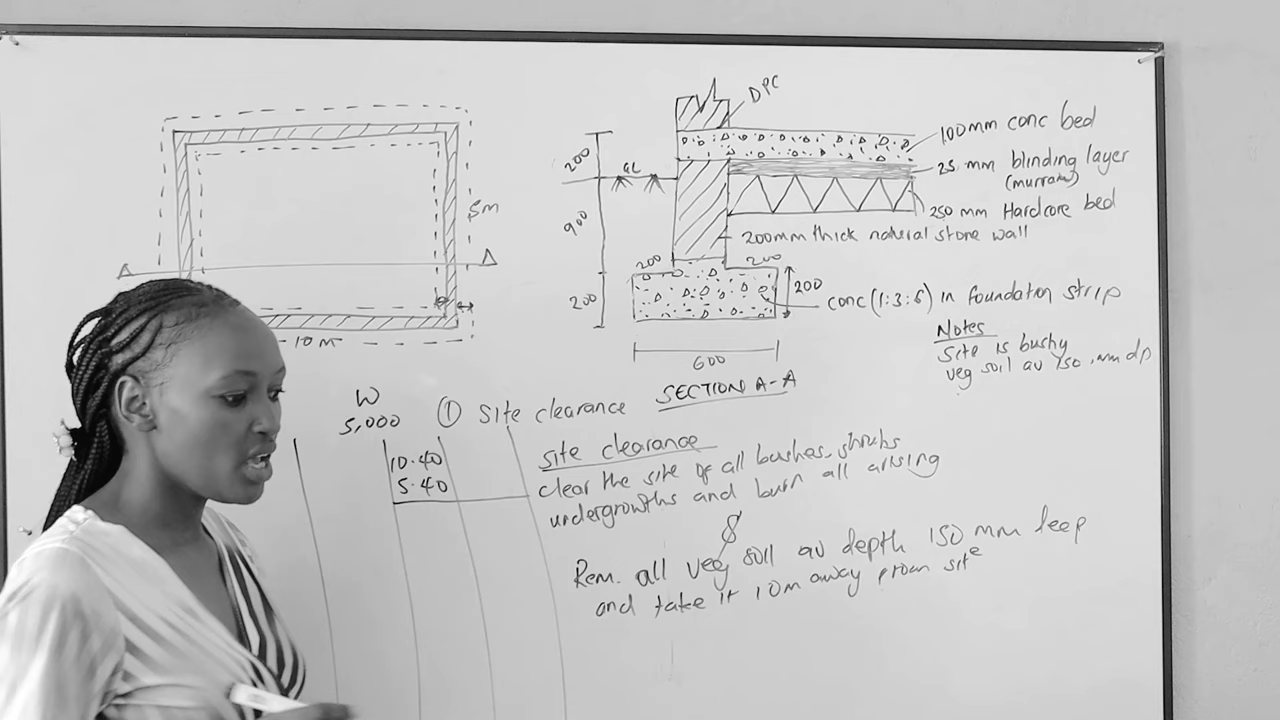 DPC
100mm conc bed
25 mm blinding layer
(murram)
250 mm Hardcore bed
200mm thick natural stone wall
200
GL
900
200
200
200
200
conc (1:3:6) in foundation strip
600
SECTION A-A
Notes
Site is bushy
veg soil av 150 mm dp
5m
A
A
10 M
W
5,000
① Site clearance
10.40
5.40
site clearance
clear the site of all bushes, shrubs
undergrowths and burn all arising
&
Rem. all veg soil av depth 150 mm deep
and take it 10m away from site